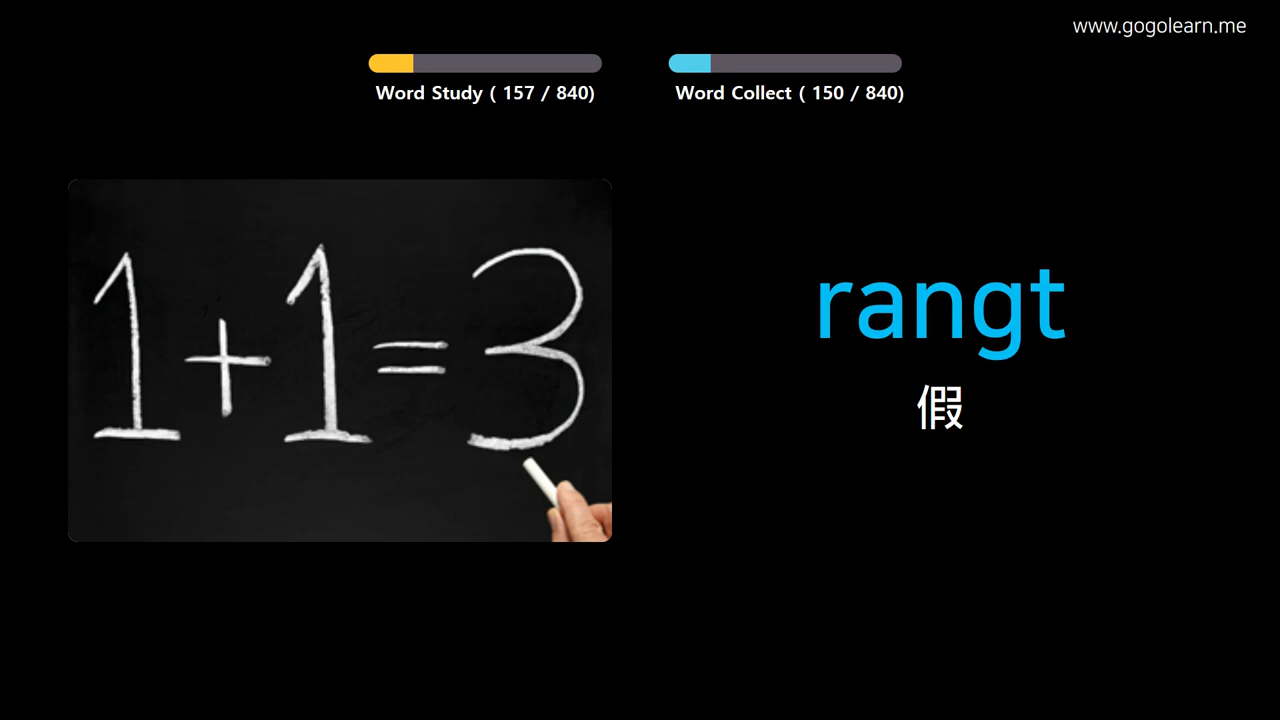 www.gogolearn.me
Word Study ( 157 / 840)
Word Collect ( 150 / 840)
1+1=3
rangt
假